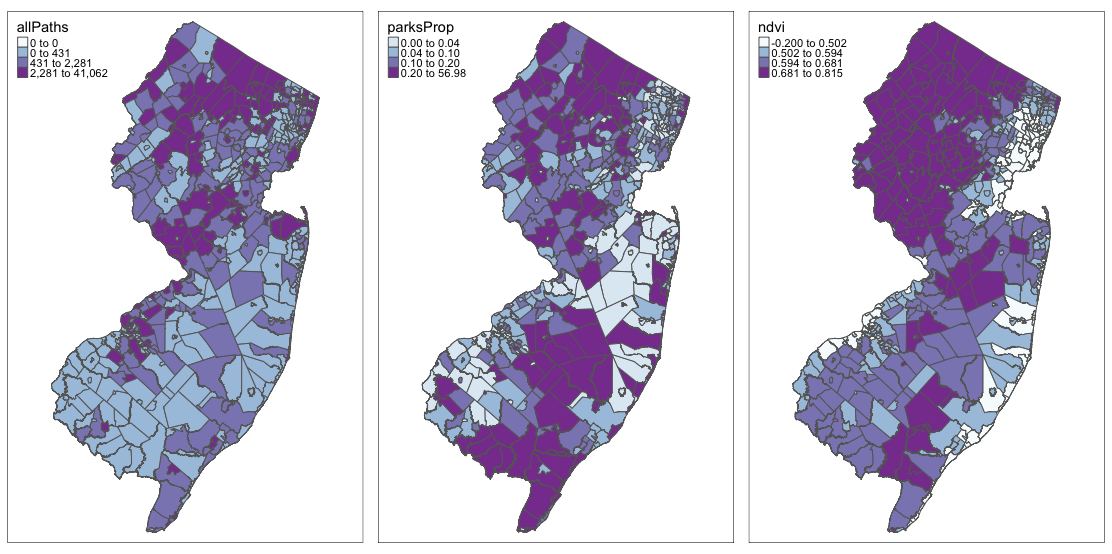 allPaths
0 to 0
0 to 431
431 to 2,281
2,281 to 41,062
parksProp
0.00 to 0.04
0.04 to 0.10
0.10 to 0.20
0.20 to 56.98
ndvi
-0.200 to 0.502
0.502 to 0.594
0.594 to 0.681
0.681 to 0.815